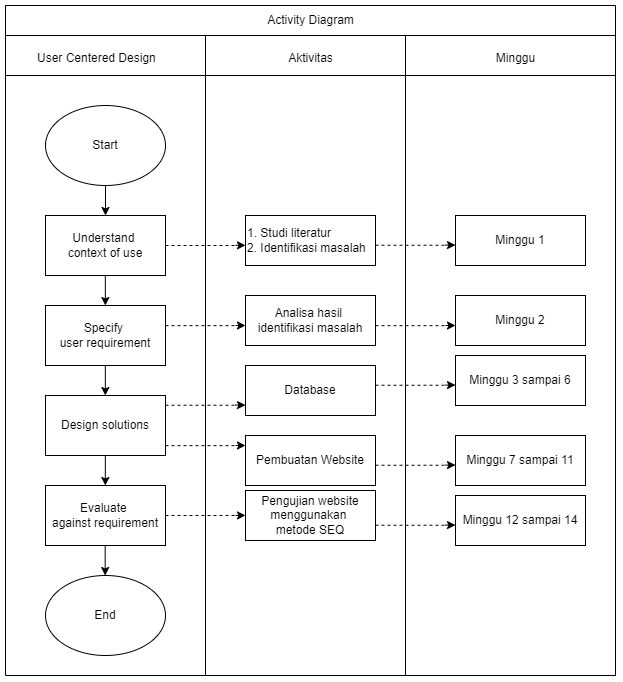 Activity Diagram
User Centered Design
Aktivitas
Minggu
Start
Understand
context of use
1. Studi literatur
2. Identifikasi masalah
Minggu 1
Specify
user requirement
Analisa hasil
identifikasi masalah
Minggu 2
Design solutions
Database
Minggu 3 sampai 6
Pembuatan Website
Minggu 7 sampai 11
Evaluate
against requirement
Pengujian website
menggunakan
metode SEQ
Minggu 12 sampai 14
End